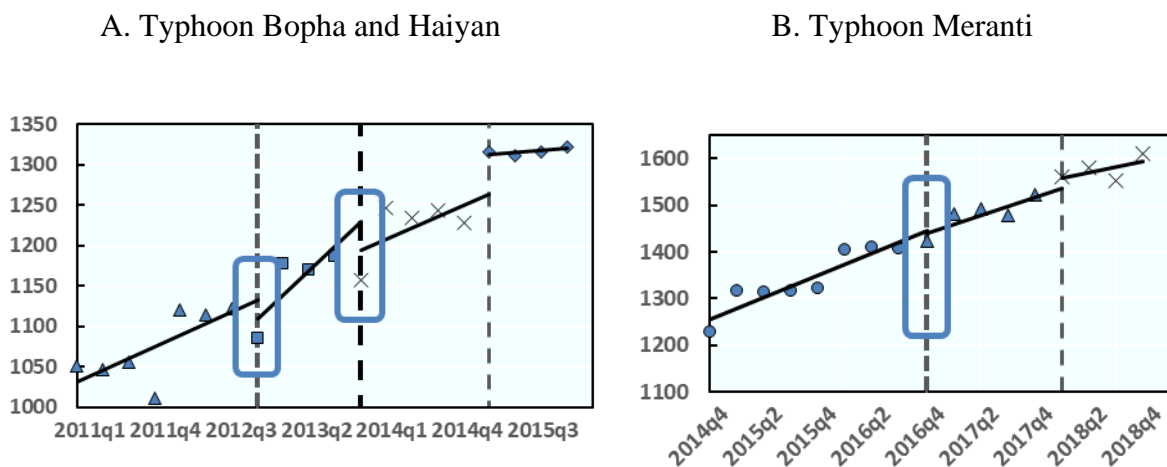 A. Typhoon Bopha and Haiyan
1350
1300
1250
1200
1150
1100
1050
1000
2011q1 2011q4 2012q3 2013q2 2014q1 2014q4 2015q3
B. Typhoon Meranti
1600
1500
1400
1300
1200
1100
2014q4
2015q2
2015q4
2016q2
2016q4
2017q2
2017q4
2018q2
2018q4